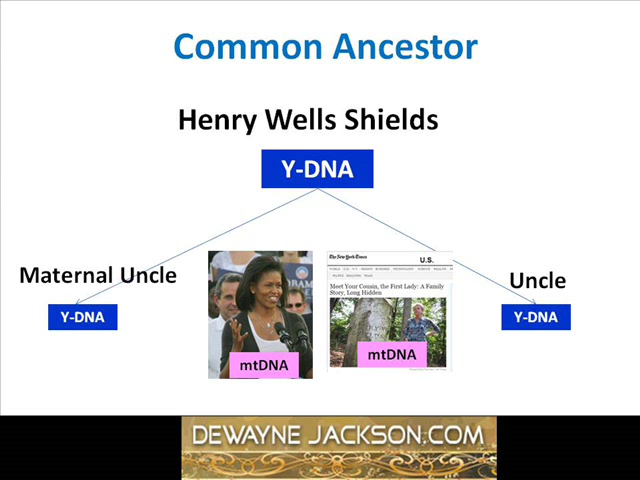 Common Ancestor
Henry Wells Shields
Y-DNA
Maternal Uncle
Y-DNA
mtDNA
The New York Times
U.S.
Meet Your Cousin, the First Lady: A Family
Story, Long Hidden
mtDNA
Uncle
Y-DNA
DEWAYNE JACKSON.COM